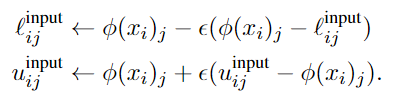 ℓ_{ij}^{input} ← ϕ(x_i)_j − ϵ(ϕ(x_i)_j − ℓ_{ij}^{input})
u_{ij}^{input} ← ϕ(x_i)_j + ϵ(u_{ij}^{input} − ϕ(x_i)_j).